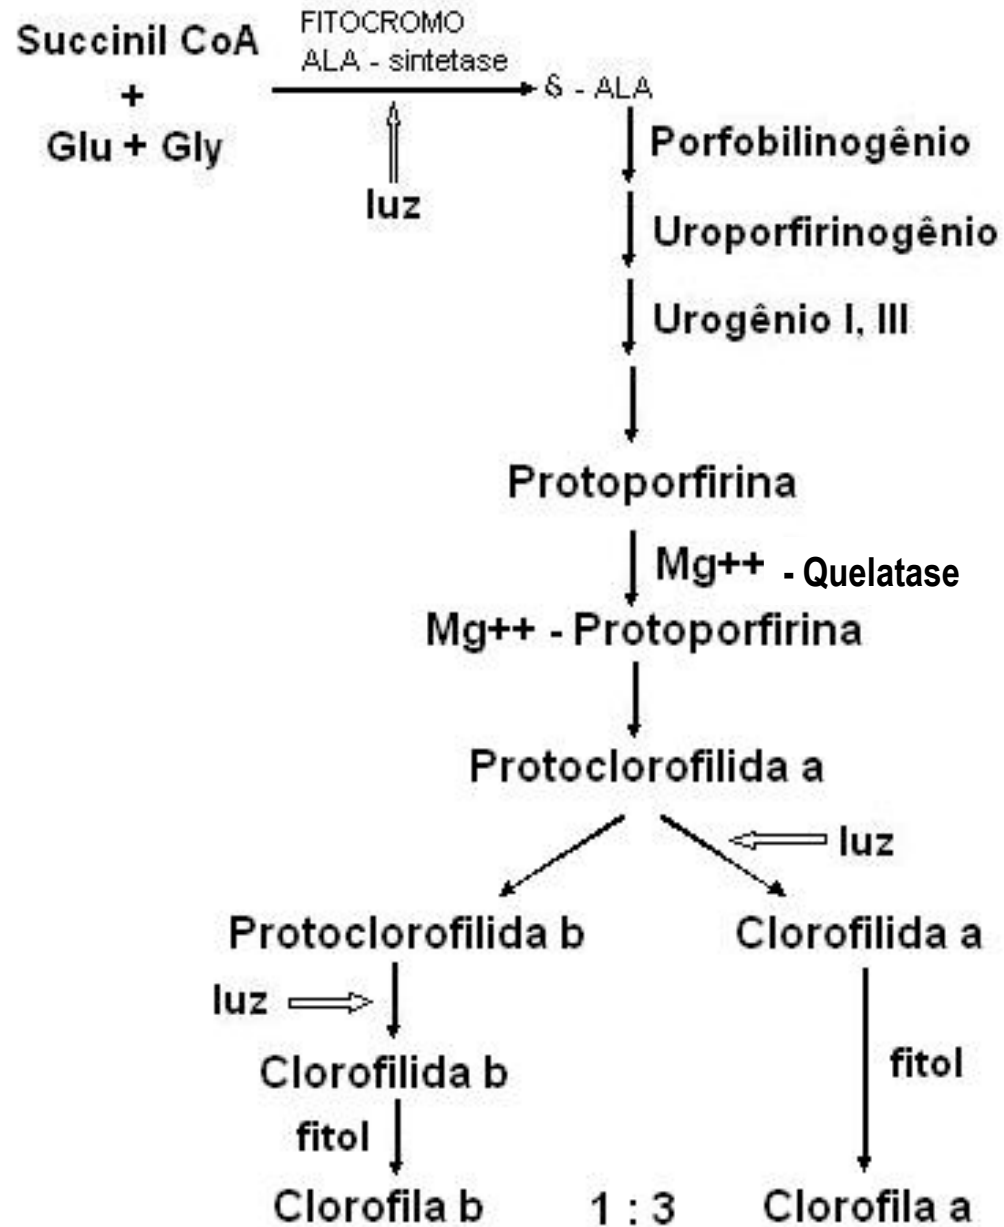 Succinil CoA
+
Glu + Gly
FITOCROMO
ALA - sintetase
luz
δ - ALA
Porfobilinogênio
Uroporfirinogênio
Urogênio I, III
Protoporfirina
Mg++ - Quelatase
Mg++ - Protoporfirina
Protoclorofilida a
luz
Protoclorofilida b
Clorofilida a
luz
Clorofilida b
fitol
fitol
Clorofila b 1 : 3 Clorofila a